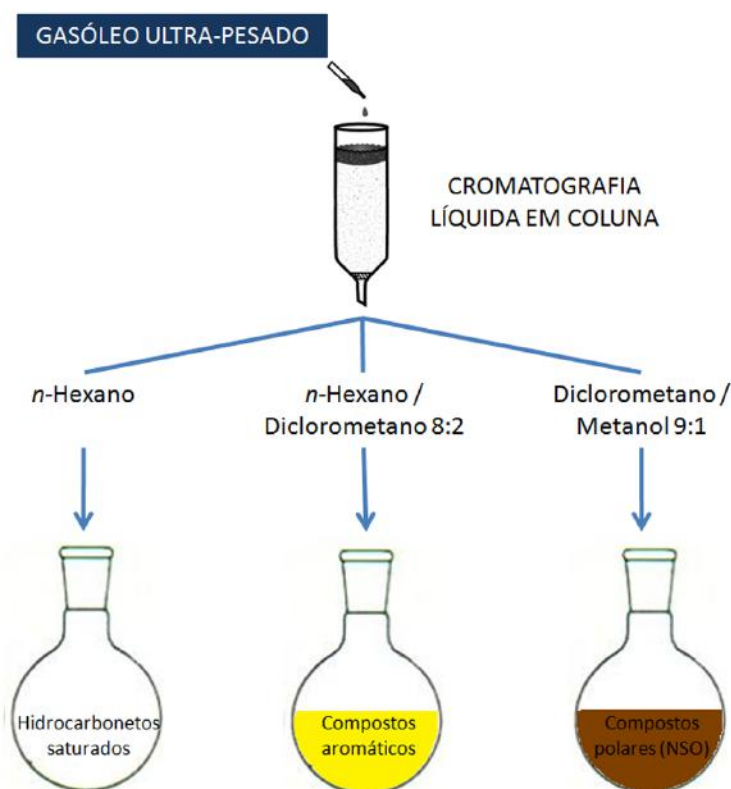 GASÓLEO ULTRA-PESADO
CROMATOGRAFIA
LÍQUIDA EM COLUNA
n-Hexano
n-Hexano /
Diclorometano 8:2
Diclorometano /
Metanol 9:1
Hidrocarbonetos
saturados
Compostos
aromáticos
Compostos
polares (NSO)